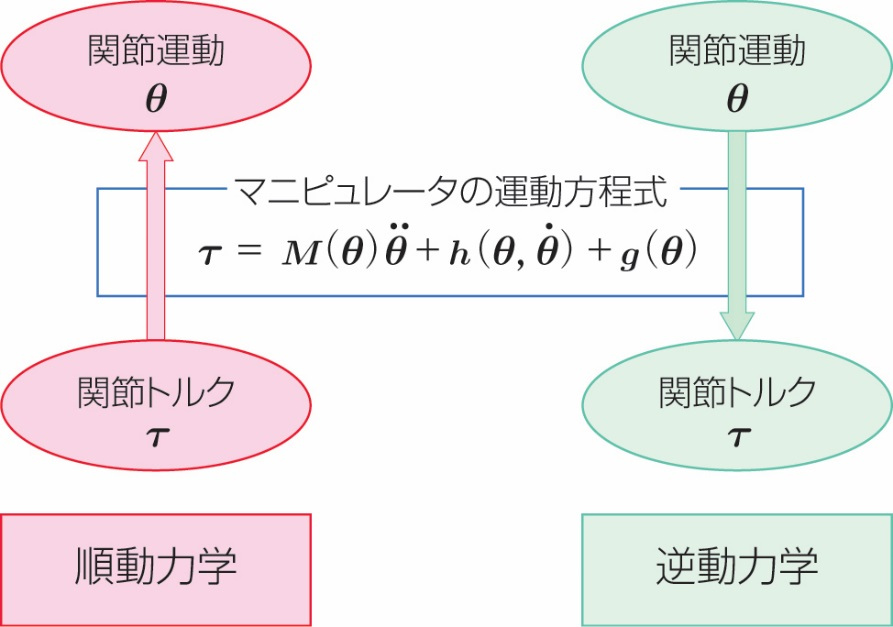 関節運動
θ
関節運動
θ
マニピュレータの運動方程式
τ = M(θ)θ̈ + h(θ, θ̇) + g(θ)
関節トルク
τ
関節トルク
τ
順動力学
逆動力学